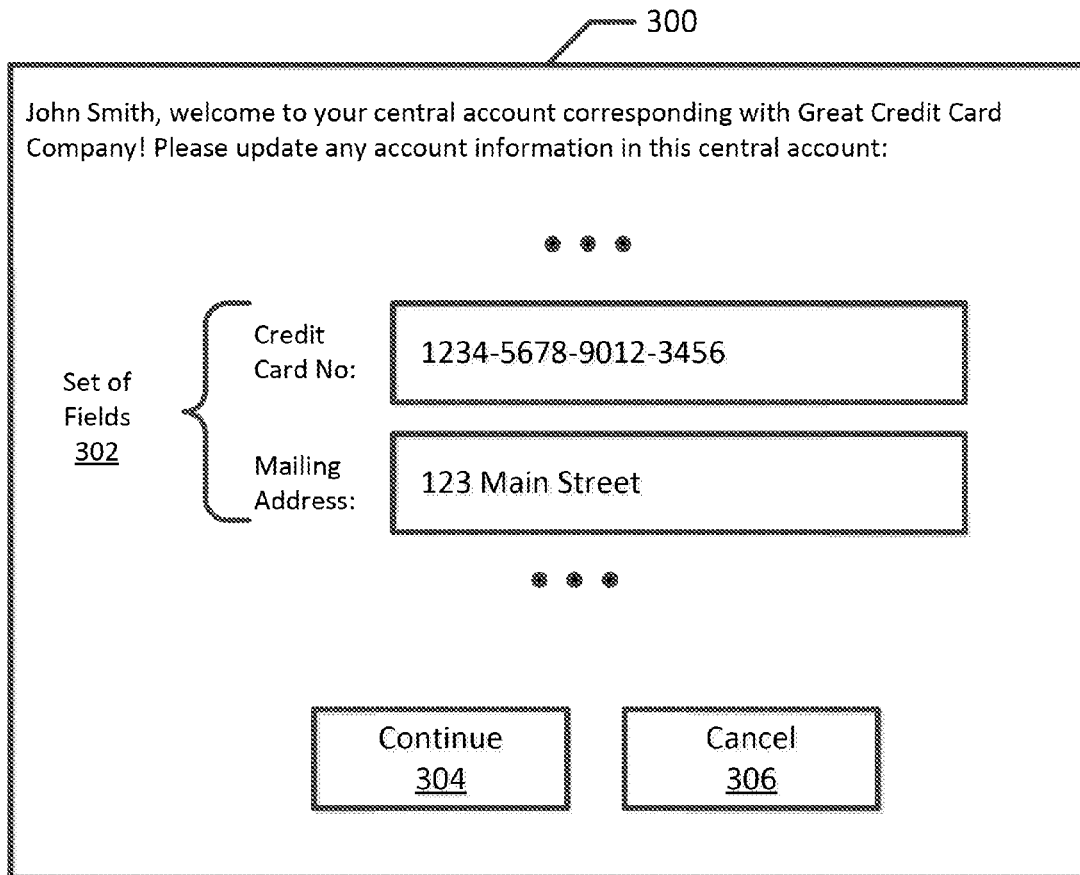 300
John Smith, welcome to your central account corresponding with Great Credit Card
Company! Please update any account information in this central account:
Credit
Card No:
1234-5678-9012-3456
Set of
Fields
302
Mailing
Address:
123 Main Street
Continue
304
Cancel
306